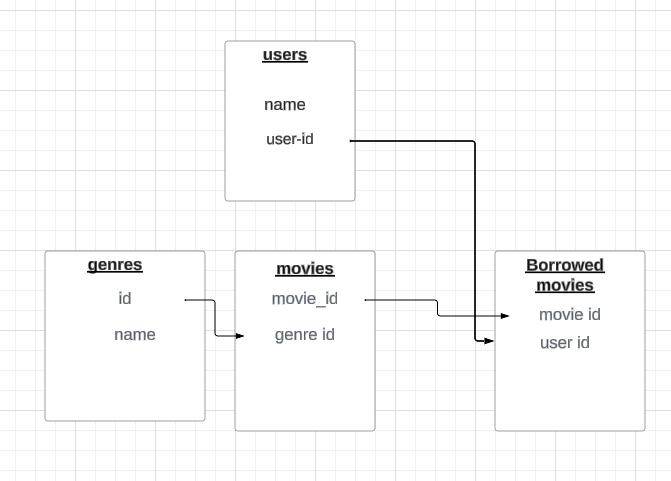 users
name
user-id
genres
id
name
movies
movie_id
genre id
Borrowed
movies
movie id
user id